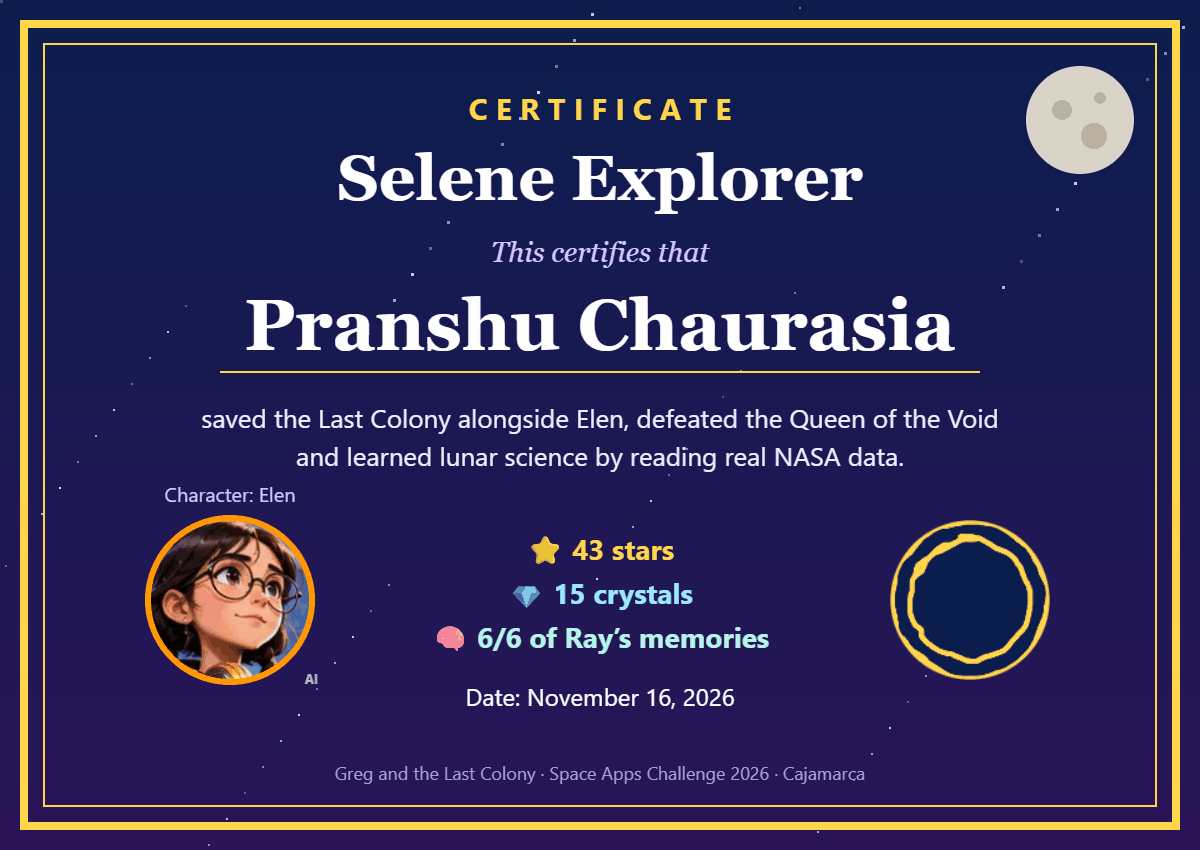 CERTIFICATE
Selene Explorer
This certifies that
Pranshu Chaurasia
saved the Last Colony alongside Elen, defeated the Queen of the Void
and learned lunar science by reading real NASA data.
Character: Elen
AI
43 stars
15 crystals
6/6 of Ray’s memories
Date: November 16, 2026
Greg and the Last Colony · Space Apps Challenge 2026 · Cajamarca